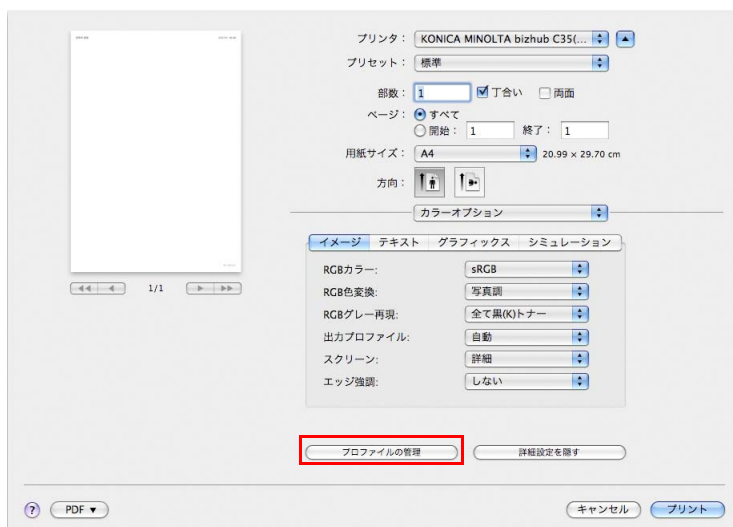 プリンタ： KONICA MINOLTA bizhub C35(...
プリセット： 標準
部数： 1 丁合い 両面
ページ： すべて
開始： 1 終了： 1
用紙サイズ： A4 20.99 × 29.70 cm
方向：
カラーオプション
イメージ テキスト グラフィックス シミュレーション
RGBカラー: sRGB
RGB色変換: 写真調
RGBグレー再現: 全て黒(K)トナー
出力プロファイル: 自動
スクリーン: 詳細
エッジ強調: しない
1/1
プロファイルの管理 詳細設定を隠す
? PDF ▼ キャンセル プリント